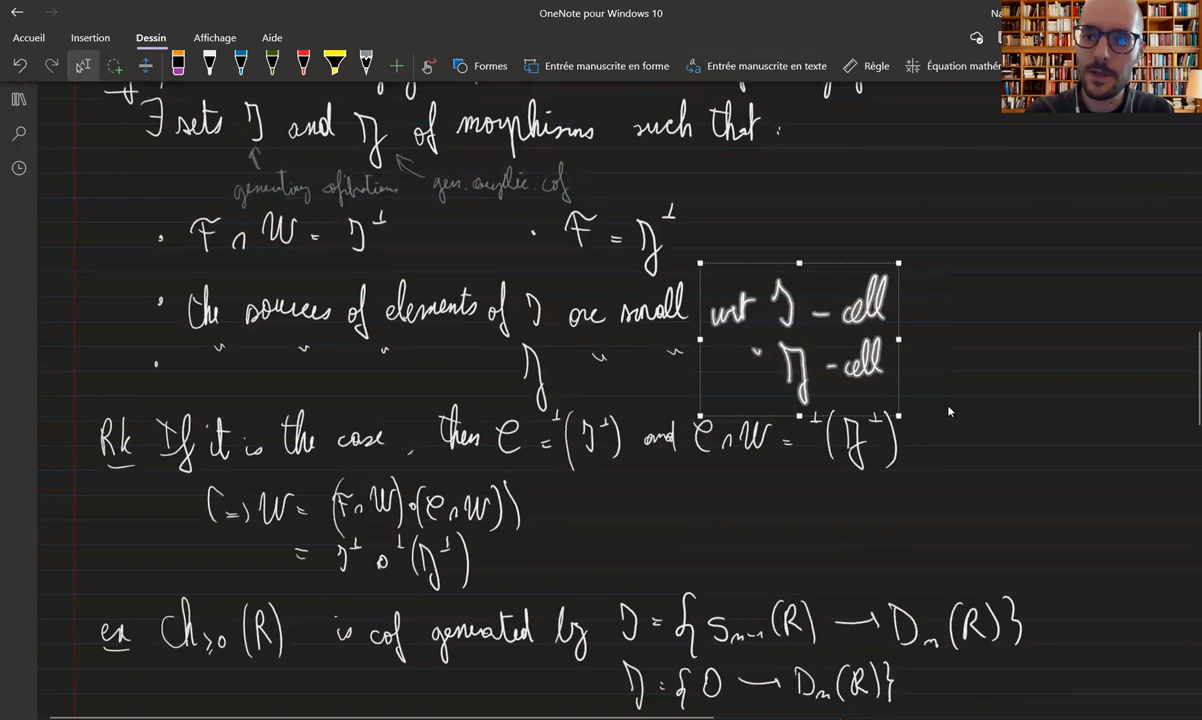 OneNote pour Windows 10
Accueil Insertion Dessin Affichage Aide
Formes Entrée manuscrite en forme Entrée manuscrite en texte Règle Équation mathé
∃ sets I and J of morphisms such that :
generating cofibrations gen. acyclic. cof
· F ∩ W = I^⊥ · F = J^⊥
· the sources of elements of I are small wrt I - cell
· " " " J " " " J - cell
Rk If it is the case, then C = ^⊥(I^⊥) and C ∩ W = ^⊥(J^⊥)
(=> W = (F ∩ W) ∘ (C ∩ W))
= I^⊥ ∘ ^⊥(J^⊥)
ex Ch≥0 (R) is cof generated by I = { S_{n-1}(R) → D_n(R) }
J = { 0 → D_n(R) }